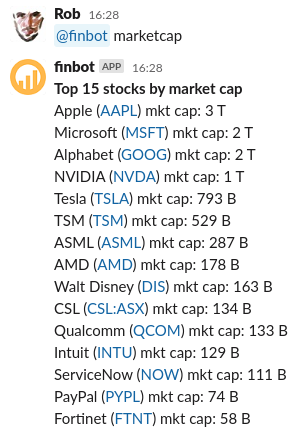 Rob 16:28
@finbot marketcap
finbot APP 16:28
Top 15 stocks by market cap
Apple (AAPL) mkt cap: 3 T
Microsoft (MSFT) mkt cap: 2 T
Alphabet (GOOG) mkt cap: 2 T
NVIDIA (NVDA) mkt cap: 1 T
Tesla (TSLA) mkt cap: 793 B
TSM (TSM) mkt cap: 529 B
ASML (ASML) mkt cap: 287 B
AMD (AMD) mkt cap: 178 B
Walt Disney (DIS) mkt cap: 163 B
CSL (CSL:ASX) mkt cap: 134 B
Qualcomm (QCOM) mkt cap: 133 B
Intuit (INTU) mkt cap: 129 B
ServiceNow (NOW) mkt cap: 111 B
PayPal (PYPL) mkt cap: 74 B
Fortinet (FTNT) mkt cap: 58 B